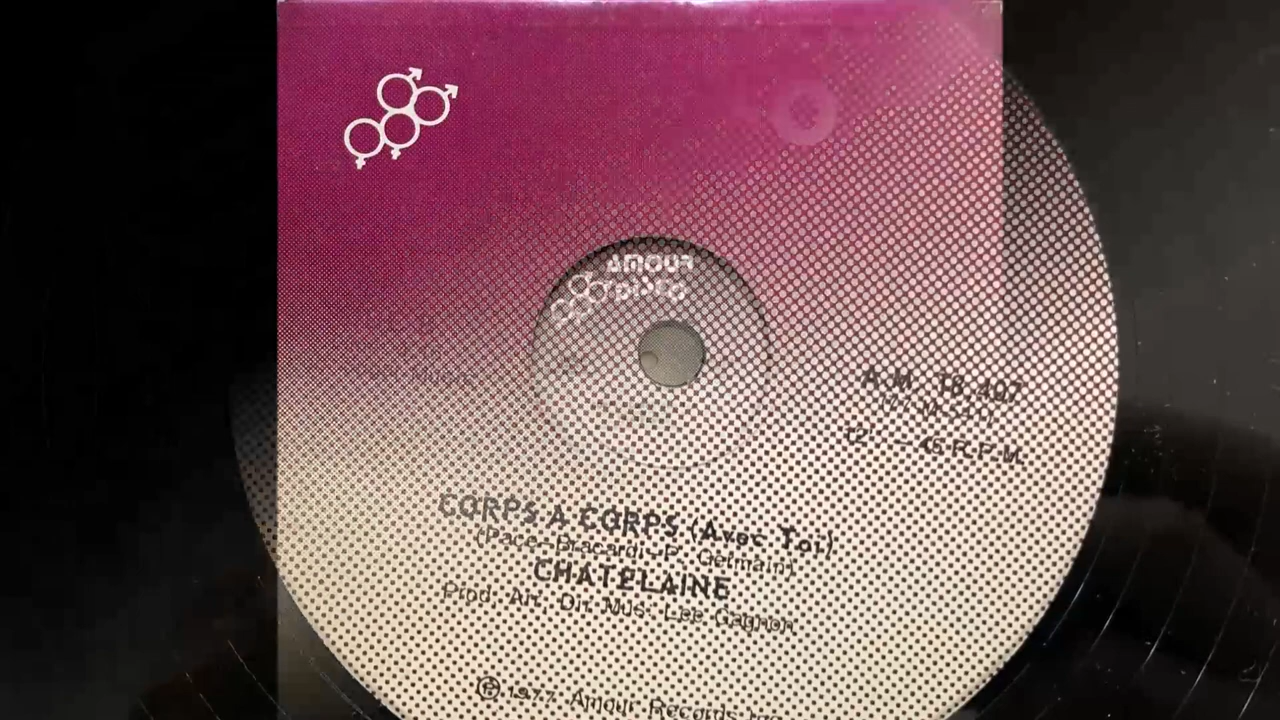 AMOUR
DISCO
A.M. 18.407
12" — 45 R.P.M.
CORPS A CORPS (Avec Toi)
(Pace-Bracardi-P. Germain)
CHATELAINE
Prod. Arr. Dir. Mus: Lee Gagnon
Ⓟ 1977 Amour Records